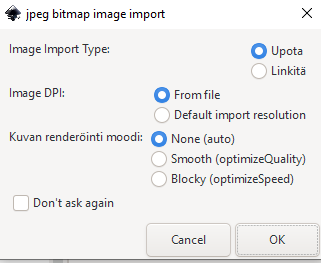 jpeg bitmap image import
Image Import Type: Upota
Linkitä
Image DPI: From file
Default import resolution
Kuvan renderöinti moodi: None (auto)
Smooth (optimizeQuality)
Blocky (optimizeSpeed)
Don't ask again
Cancel OK